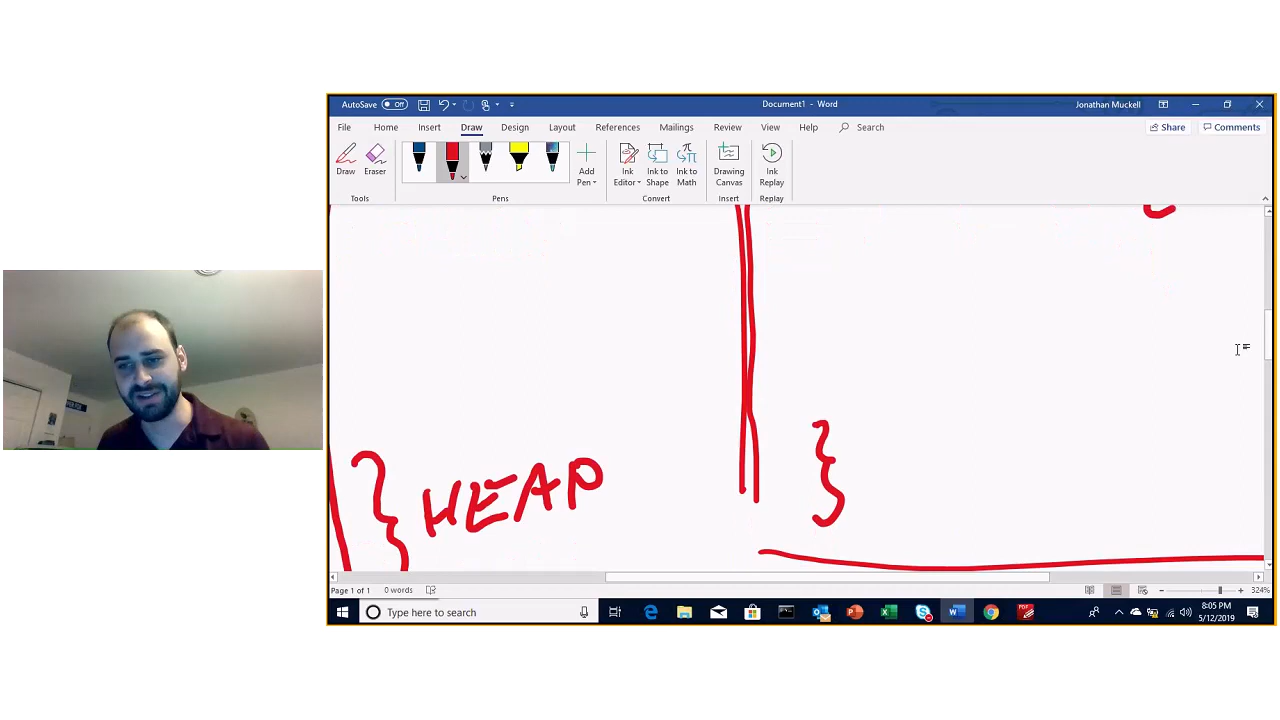 AutoSave Off Document1 - Word Jonathan Muckell
File Home Insert Draw Design Layout References Mailings Review View Help Search Share Comments
Draw Eraser Add Pen Ink Editor Ink to Shape Ink to Math Drawing Canvas Ink Replay
Tools Pens Convert Insert Replay
} HEAP
}
Page 1 of 1 0 words 324%
Type here to search 8:05 PM
5/12/2019